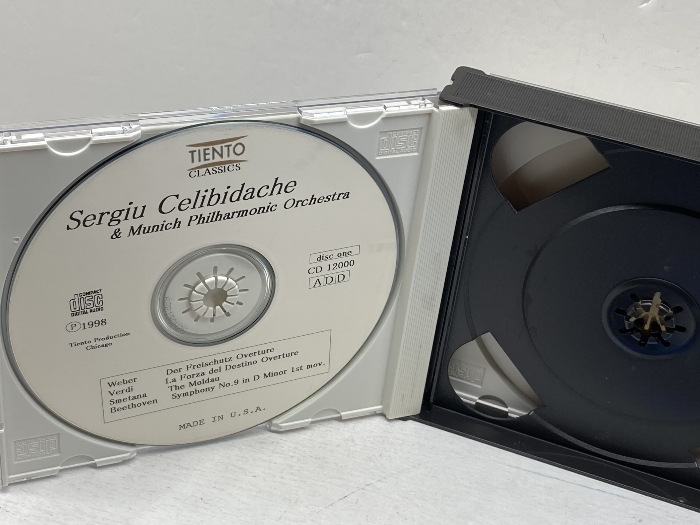 TIENTO
CLASSICS
Sergiu Celibidache
& Munich Philharmonic Orchestra
disc one
CD 12000
ADD
COMPACT
disc
DIGITAL AUDIO
℗1998
Tiento Production
Chicago
Weber Der Freischutz Overture
Verdi La Forza del Destino Overture
Smetana The Moldau
Beethoven Symphony No.9 in D Minor 1st mov.
MADE IN U.S.A.